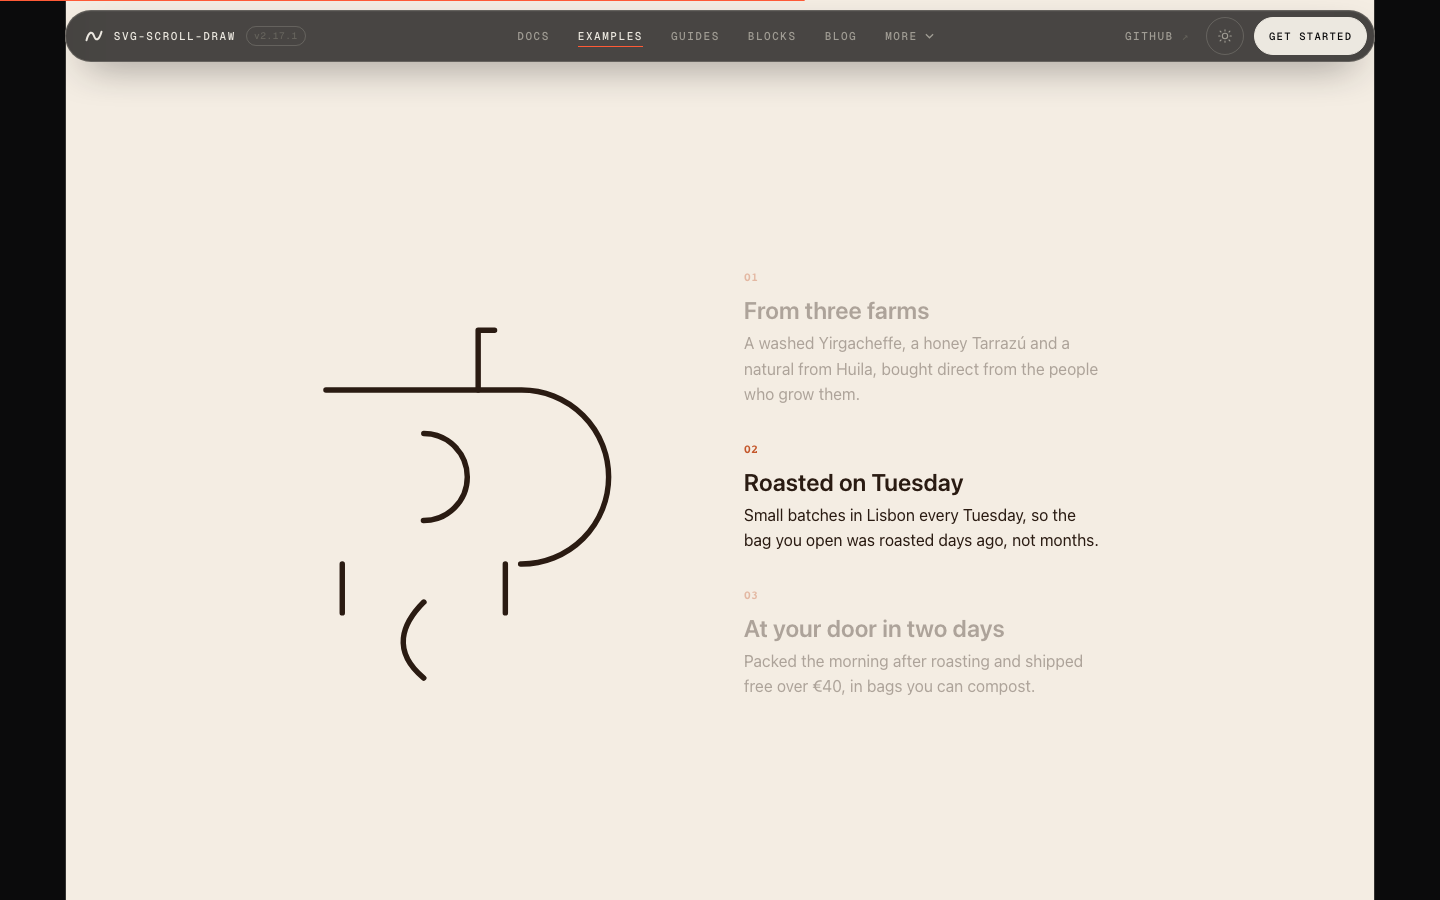 SVG-SCROLL-DRAW v2.17.1 DOCS EXAMPLES GUIDES BLOCKS BLOG MORE GITHUB ↗ GET STARTED
01
From three farms
A washed Yirgacheffe, a honey Tarrazú and a
natural from Huila, bought direct from the people
who grow them.
02
Roasted on Tuesday
Small batches in Lisbon every Tuesday, so the
bag you open was roasted days ago, not months.
03
At your door in two days
Packed the morning after roasting and shipped
free over €40, in bags you can compost.